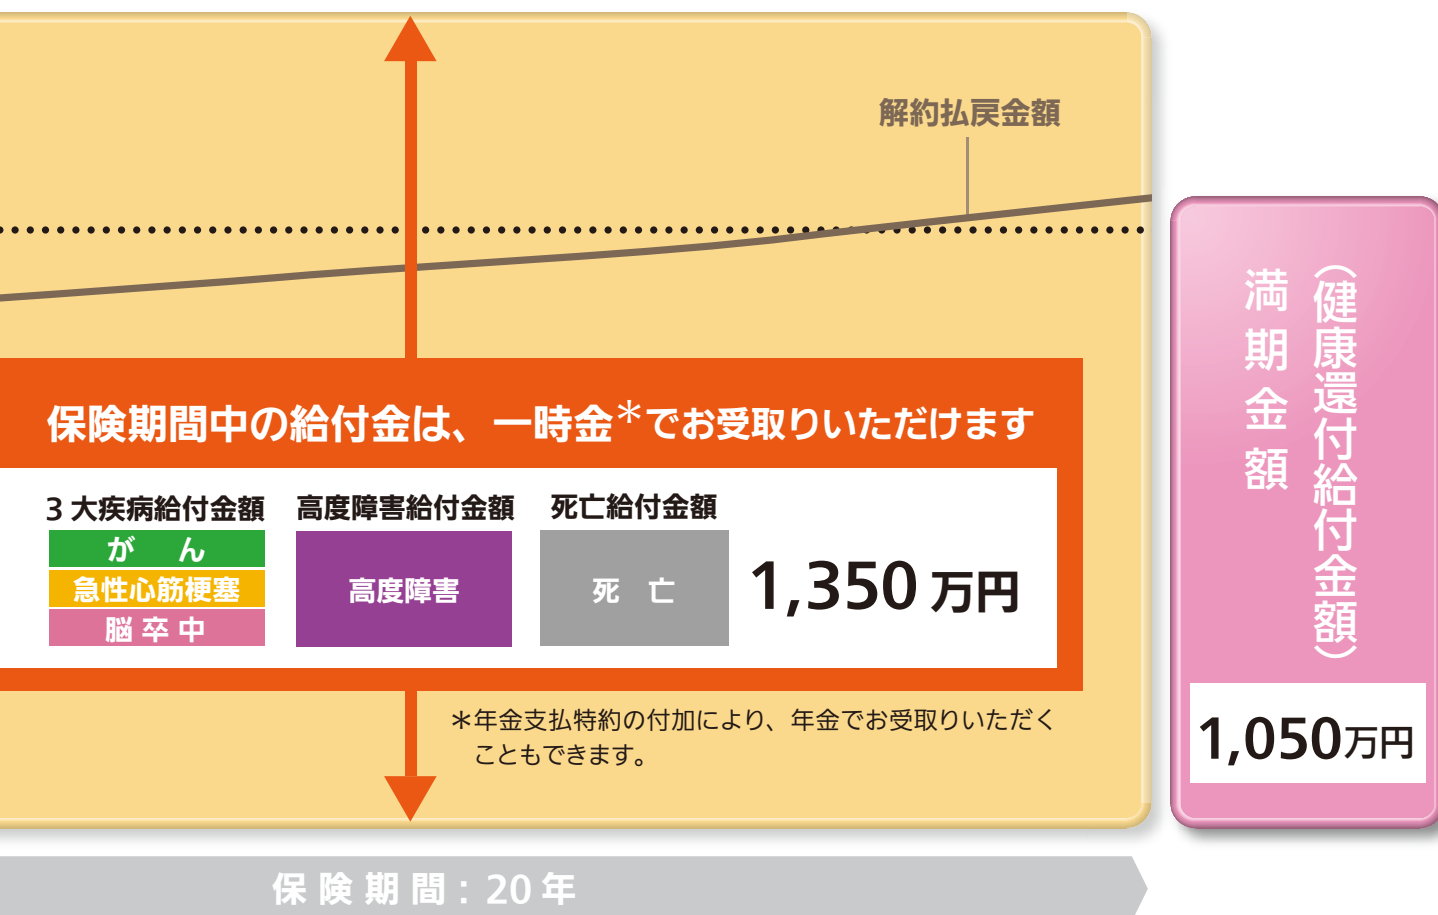 解約払戻金額
保険期間中の給付金は、一時金＊でお受取りいただけます
3大疾病給付金額
がん
急性心筋梗塞
脳卒中
高度障害給付金額
高度障害
死亡給付金額
死亡
1,350万円
＊年金支払特約の付加により、年金でお受取りいただく
こともできます。
満期金額
（健康還付給付金額）
1,050万円
保険期間：20年